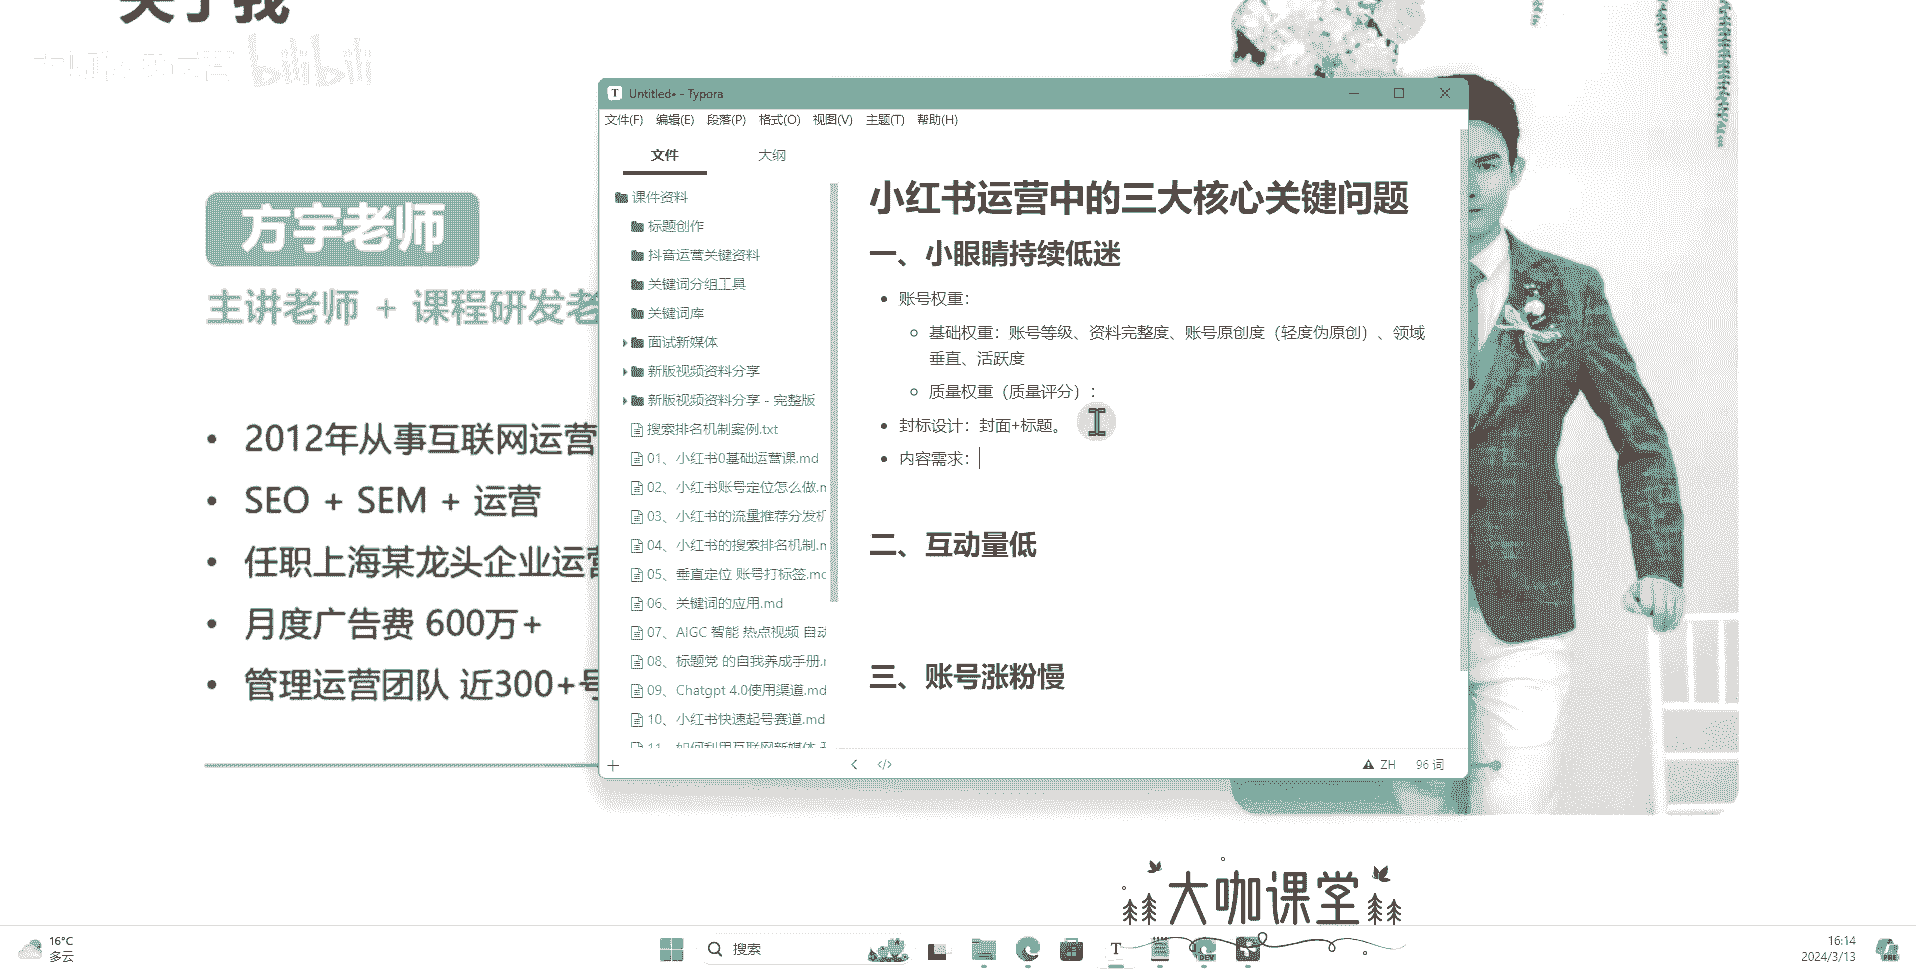 关于我
bilibili
方宇老师
主讲老师 + 课程研发老
2012年从事互联网运营
SEO + SEM + 运营
任职上海某龙头企业运营
月度广告费 600万+
管理运营团队 近300+号
Untitled• - Typora
文件(F) 编辑(E) 段落(P) 格式(O) 视图(V) 主题(T) 帮助(H)
文件 大纲
课件资料
标题创作
抖音运营关键资料
关键词分组工具
关键词库
面试新媒体
新版视频资料分享
新版视频资料分享 - 完整版
搜索排名机制案例.txt
01、小红书0基础运营课.md
02、小红书账号定位怎么做.m
03、小红书的流量推荐分发机
04、小红书的搜索排名机制.m
05、垂直定位 账号打标签.md
06、关键词的应用.md
07、AIGC 智能 热点视频 自动
08、标题党 的自我养成手册.m
09、Chatgpt 4.0使用渠道.md
10、小红书快速起号赛道.md
11、如何利用互联网新媒体
小红书运营中的三大核心关键问题
一、小眼睛持续低迷
账号权重：
基础权重：账号等级、资料完整度、账号原创度（轻度伪原创）、领域
垂直、活跃度
质量权重（质量评分）：
封标设计：封面+标题。
内容需求：
二、互动量低
三、账号涨粉慢
ZH 96 词
大咖课堂
16°C
多云
搜索
16:14
2024/3/13